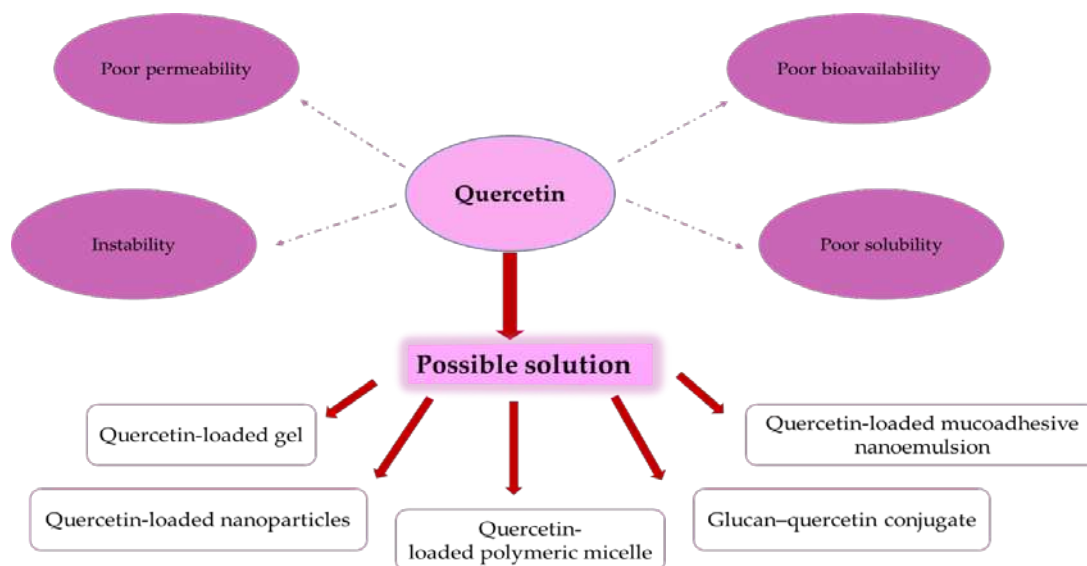 Poor permeability
Poor bioavailability
Quercetin
Instability
Poor solubility
Possible solution
Quercetin-loaded gel
Quercetin-loaded mucoadhesive
nanoemulsion
Quercetin-loaded nanoparticles
Quercetin-
loaded polymeric micelle
Glucan–quercetin conjugate